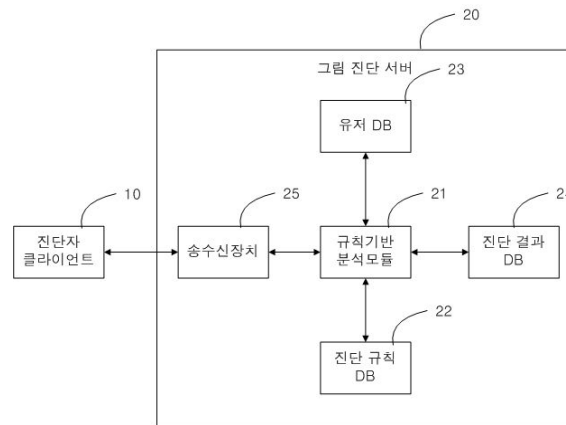 20
그림 진단 서버
23
유저 DB
10
25
21
진단자
클라이언트
송수신장치
규칙기반
분석모듈
진단 결과
DB
22
진단 규칙
DB